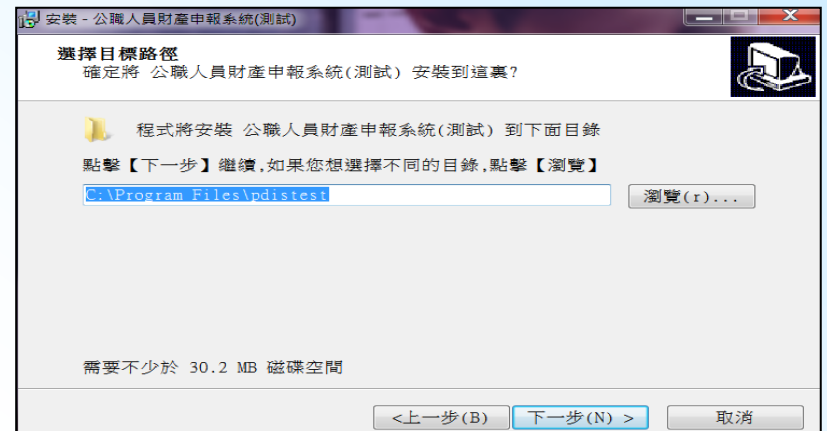 安裝 - 公職人員財產申報系統(測試)
選擇目標路徑
確定將 公職人員財產申報系統(測試) 安裝到這裏?
程式將安裝 公職人員財產申報系統(測試) 到下面目錄
點擊【下一步】繼續,如果您想選擇不同的目錄,點擊【瀏覽】
C:\Program Files\pdistest
瀏覽(r)...
需要不少於 30.2 MB 磁碟空間
<上一步(B) 下一步(N) > 取消